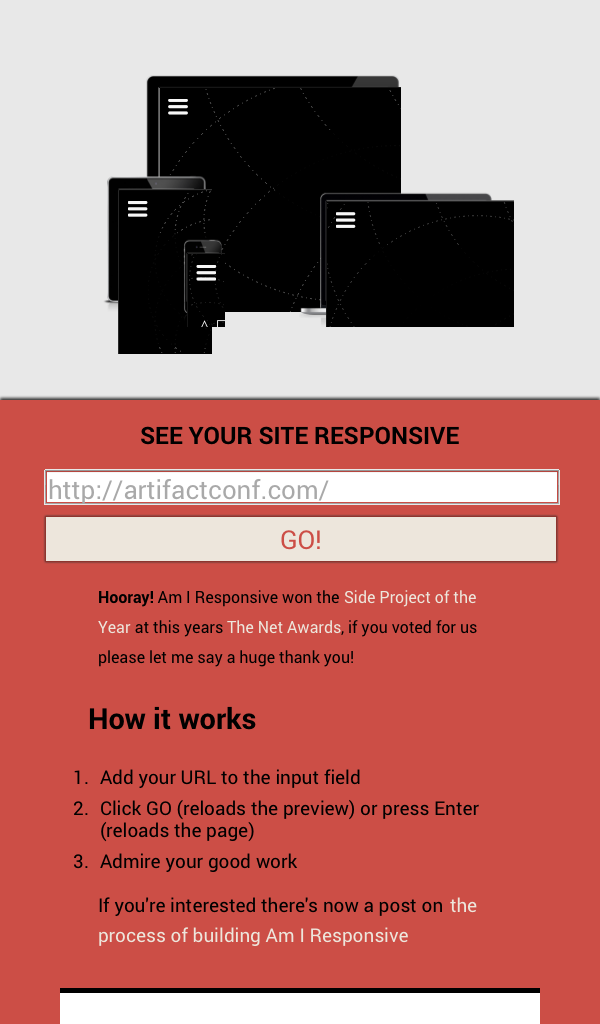 SEE YOUR SITE RESPONSIVE
http://artifactconf.com/
GO!
Hooray! Am I Responsive won the Side Project of the
Year at this years The Net Awards, if you voted for us
please let me say a huge thank you!
How it works
1. Add your URL to the input field
2. Click GO (reloads the preview) or press Enter
(reloads the page)
3. Admire your good work
If you're interested there's now a post on the
process of building Am I Responsive